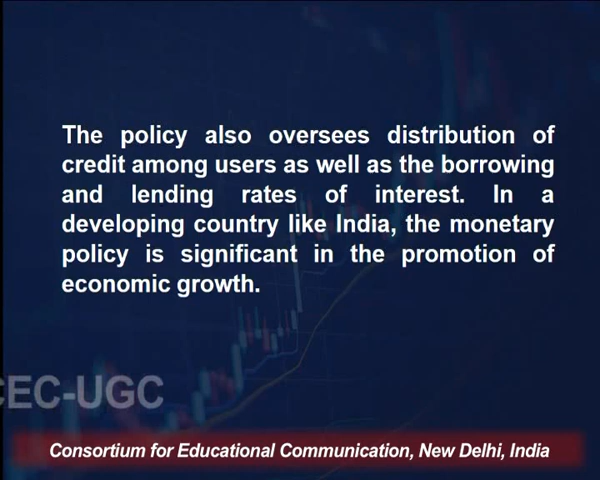 The policy also oversees distribution of
credit among users as well as the borrowing
and lending rates of interest. In a
developing country like India, the monetary
policy is significant in the promotion of
economic growth.
CEC-UGC
Consortium for Educational Communication, New Delhi, India